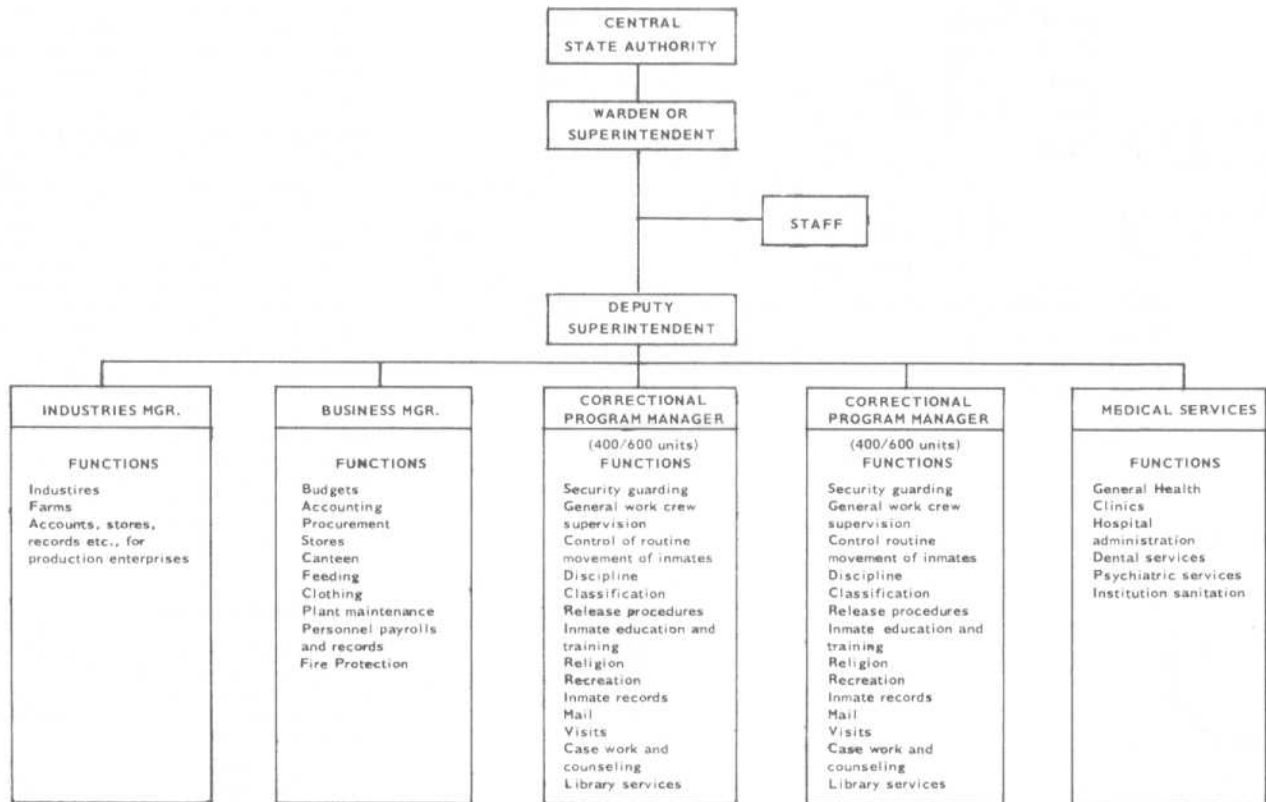 CENTRAL
STATE AUTHORITY
WARDEN OR
SUPERINTENDENT
STAFF
DEPUTY
SUPERINTENDENT
INDUSTRIES MGR.
FUNCTIONS
Industires
Farms
Accounts, stores,
records etc., for
production enterprises
BUSINESS MGR.
FUNCTIONS
Budgets
Accounting
Procurement
Stores
Canteen
Feeding
Clothing
Plant maintenance
Personnel payrolls
and records
Fire Protection
CORRECTIONAL
PROGRAM MANAGER
(400/600 units)
FUNCTIONS
Security guarding
General work crew
supervision
Control of routine
movement of inmates
Discipline
Classification
Release procedures
Inmate education and
training
Religion
Recreation
Inmate records
Mail
Visits
Case work and
counseling
Library services
CORRECTIONAL
PROGRAM MANAGER
(400/600 units)
FUNCTIONS
Security guarding
General work crew
supervision
Control routine
movement of inmates
Discipline
Classification
Release procedures
Inmate education and
training
Religion
Recreation
Inmate records
Mail
Visits
Case work and
counseling
Library services
MEDICAL SERVICES
FUNCTIONS
General Health
Clinics
Hospital
administration
Dental services
Psychiatric services
Institution sanitation